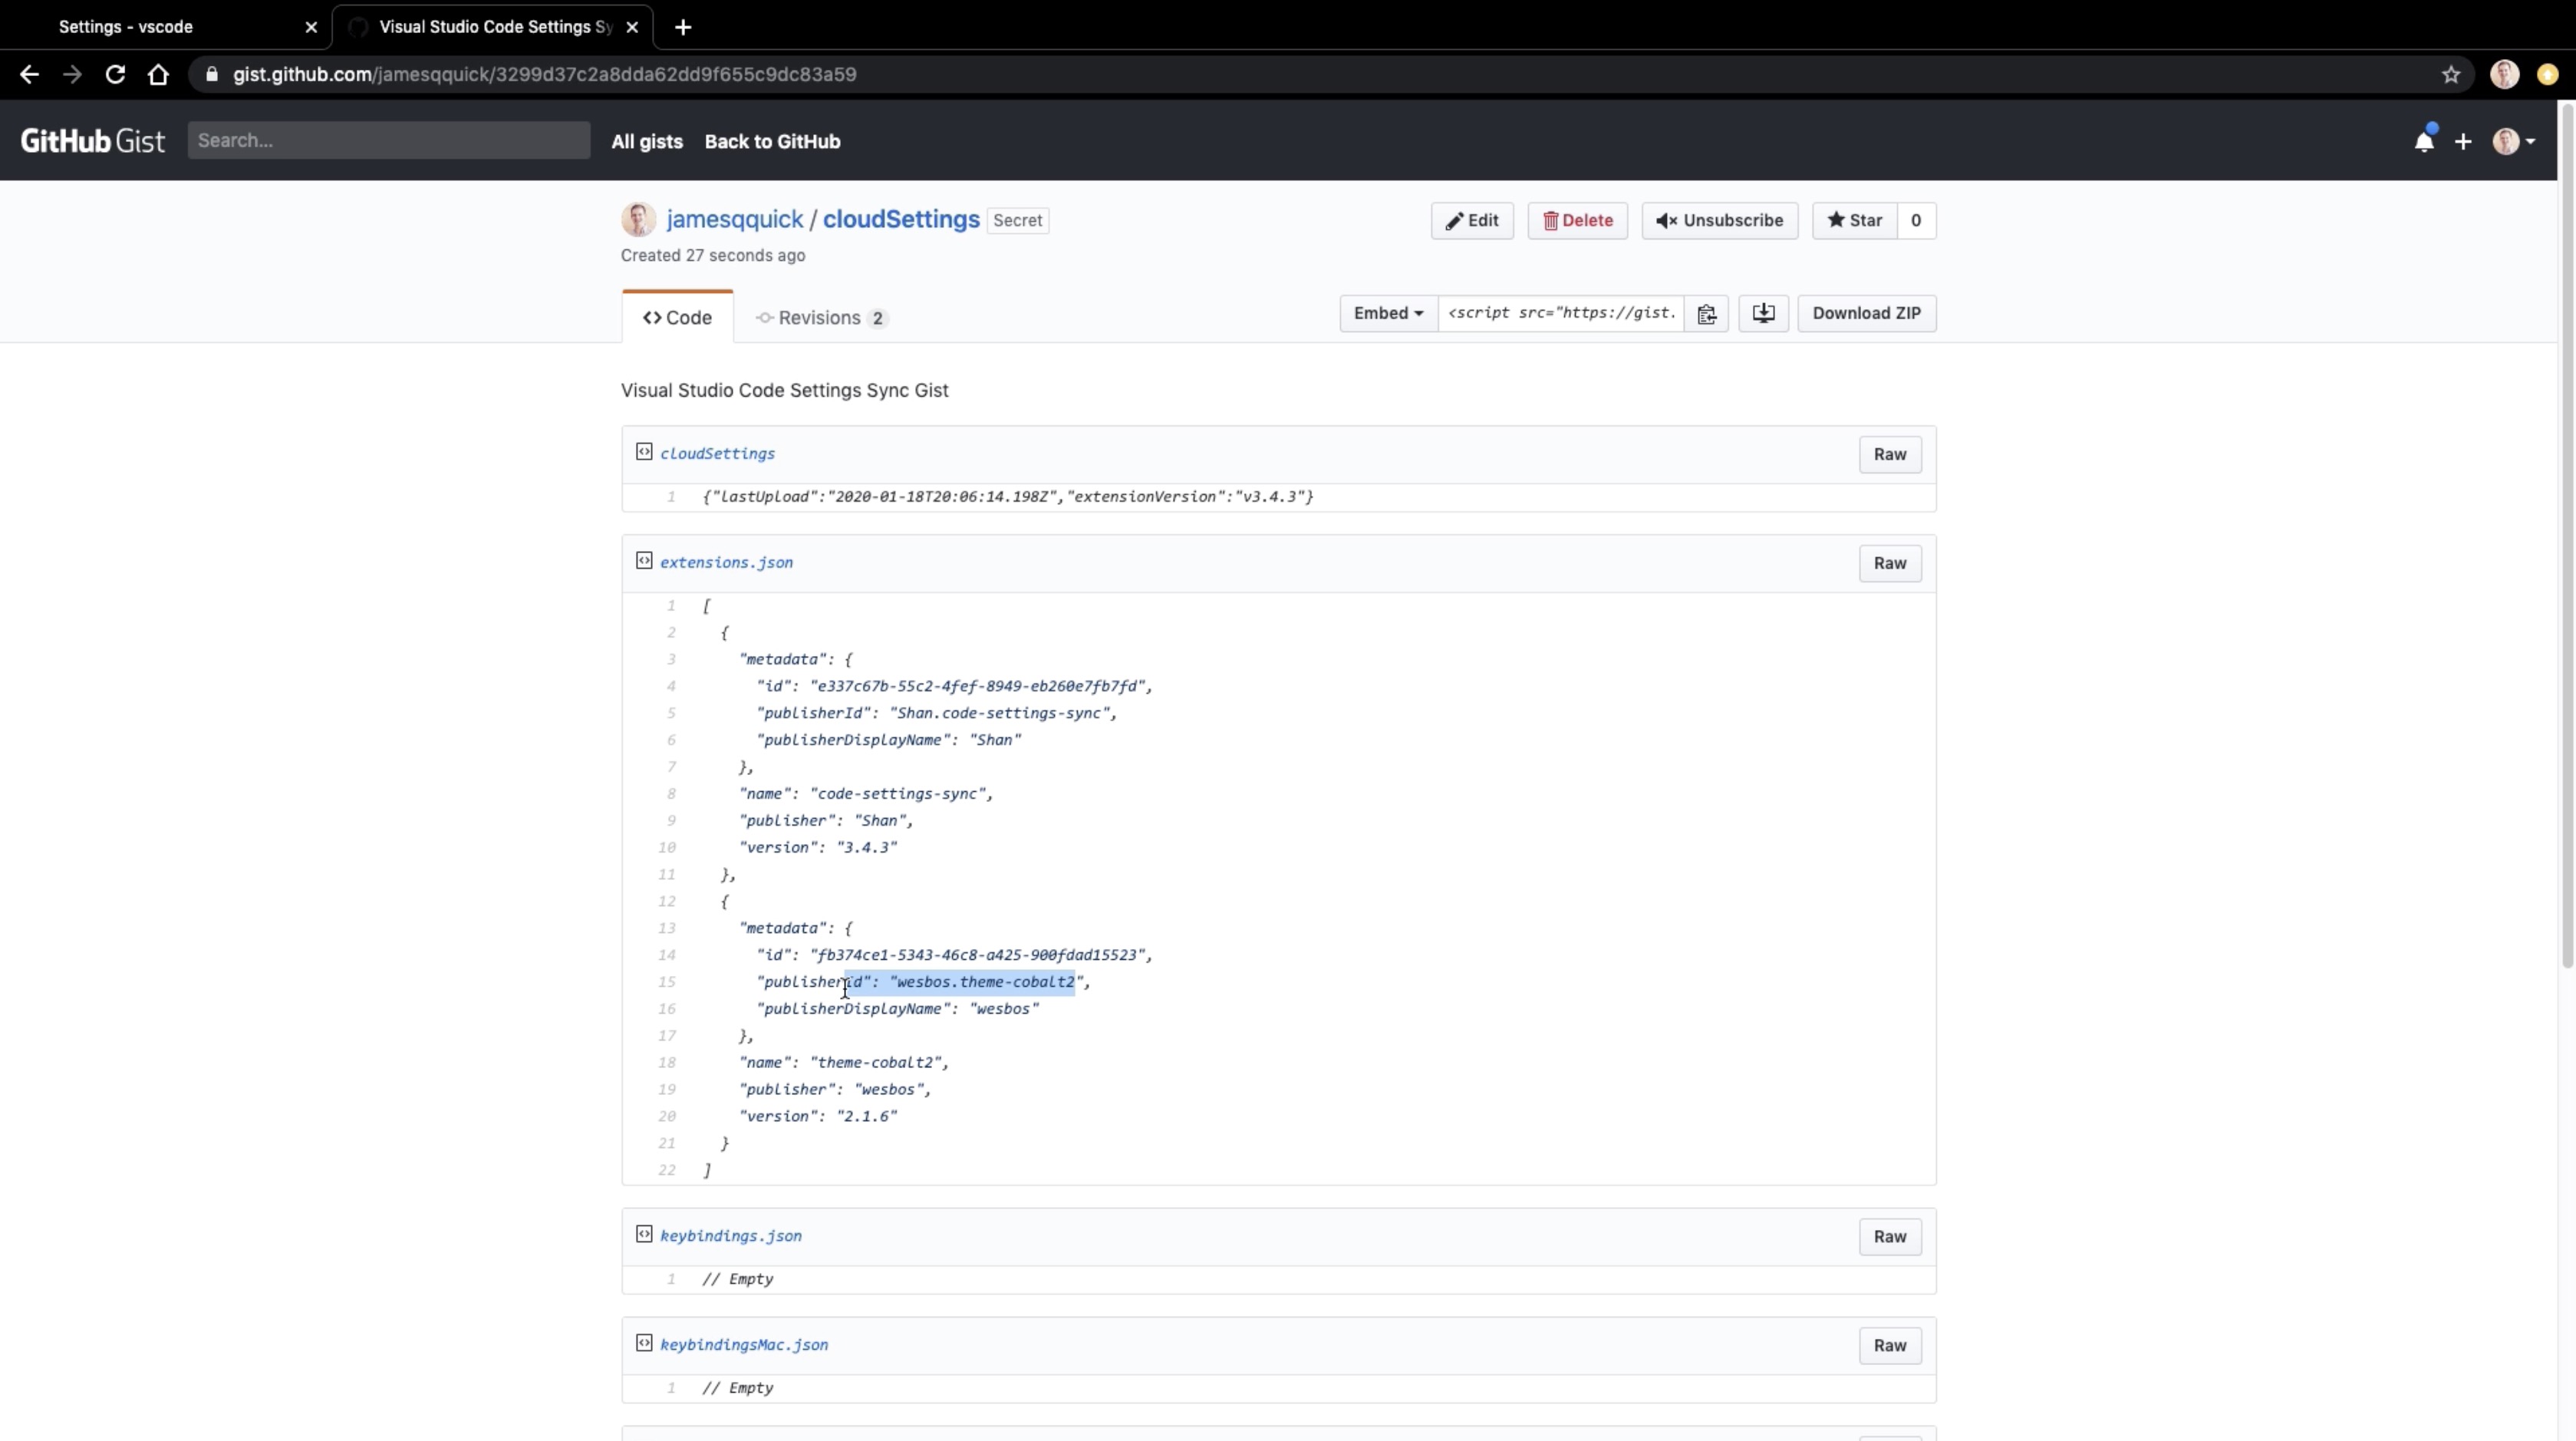 Settings - vscode
Visual Studio Code Settings Sy
gist.github.com/jamesqquick/3299d37c2a8dda62dd9f655c9dc83a59
GitHub Gist Search... All gists Back to GitHub
jamesqquick / cloudSettings Secret
Edit Delete Unsubscribe Star 0
Created 27 seconds ago
Code Revisions 2
Embed <script src="https://gist. Download ZIP
Visual Studio Code Settings Sync Gist
cloudSettings Raw
1 {"lastUpload":"2020-01-18T20:06:14.198Z","extensionVersion":"v3.4.3"}
extensions.json Raw
1 [
2 {
3 "metadata": {
4 "id": "e337c67b-55c2-4fef-8949-eb260e7fb7fd",
5 "publisherId": "Shan.code-settings-sync",
6 "publisherDisplayName": "Shan"
7 },
8 "name": "code-settings-sync",
9 "publisher": "Shan",
10 "version": "3.4.3"
11 },
12 {
13 "metadata": {
14 "id": "fb374ce1-5343-46c8-a425-900fdad15523",
15 "publisherId": "wesbos.theme-cobalt2",
16 "publisherDisplayName": "wesbos"
17 },
18 "name": "theme-cobalt2",
19 "publisher": "wesbos",
20 "version": "2.1.6"
21 }
22 ]
keybindings.json Raw
1 // Empty
keybindingsMac.json Raw
1 // Empty